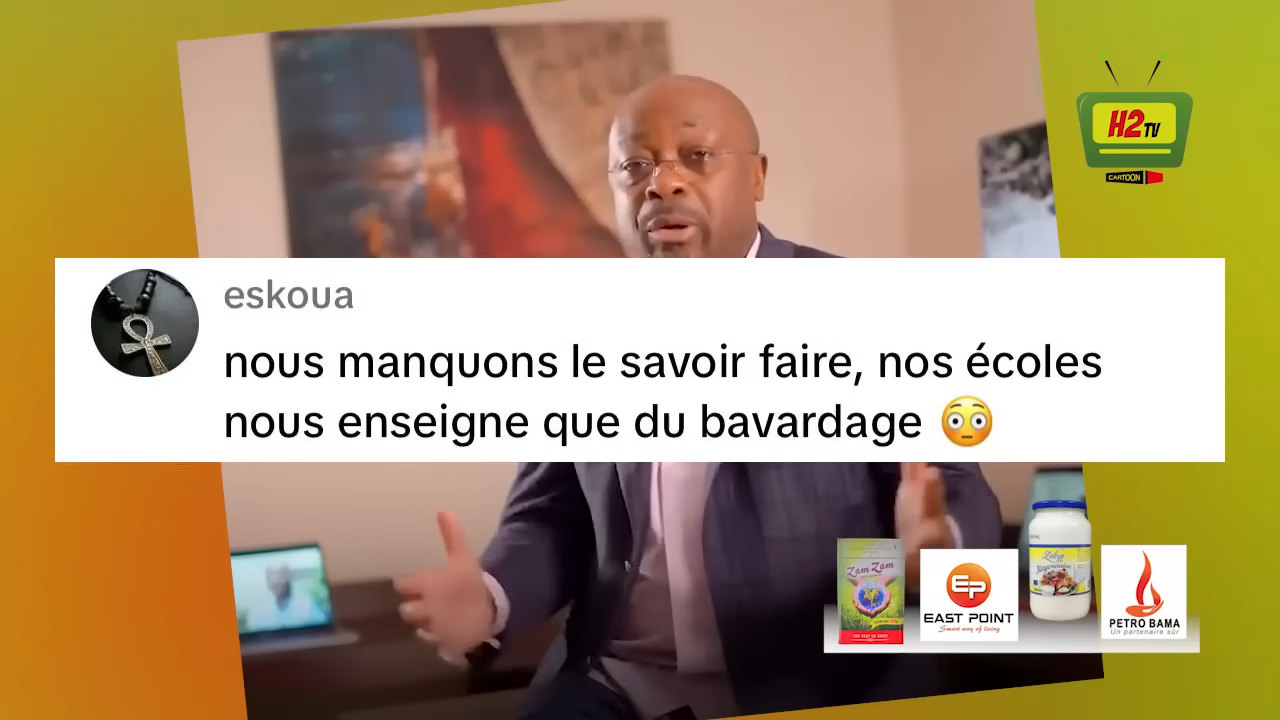 H2TV
CARTOON
eskoua
nous manquons le savoir faire, nos écoles
nous enseigne que du bavardage 😳
Zam Zam
EP
EAST POINT
Smart way of living
Mayonnaise
PETRO BAMA
Un partenaire sûr